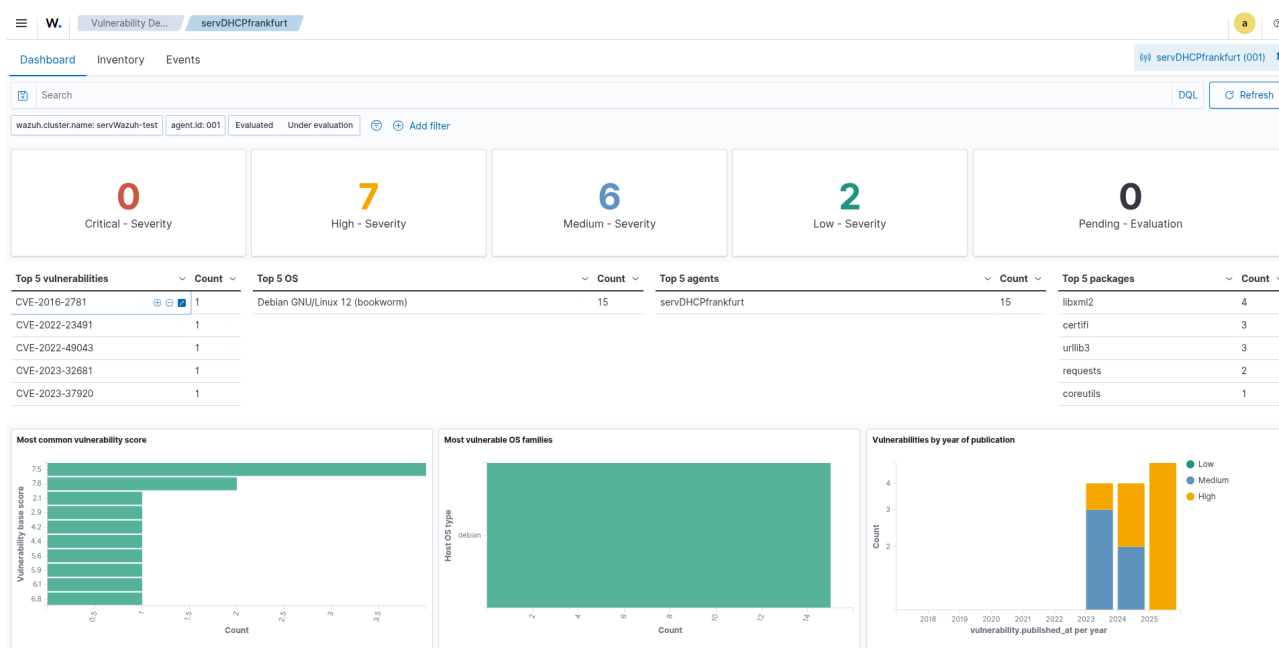 W. Vulnerability De... servDHCPfrankfurt a
Dashboard Inventory Events servDHCPfrankfurt (001)
Search DQL Refresh
wazuh.cluster.name: servWazuh-test agent.id: 001 Evaluated Under evaluation Add filter
0 7 6 2 0
Critical - Severity High - Severity Medium - Severity Low - Severity Pending - Evaluation
Top 5 vulnerabilities Count Top 5 OS Count Top 5 agents Count Top 5 packages Count
CVE-2016-2781 1 Debian GNU/Linux 12 (bookworm) 15 servDHCPfrankfurt 15 libxml2 4
CVE-2022-23491 1 certifi 3
CVE-2022-49043 1 urllib3 3
CVE-2023-32681 1 requests 2
CVE-2023-37920 1 coreutils 1
Most common vulnerability score
Vulnerability base score
7.5
7.8
2.1
2.9
4.2
4.4
5.6
5.9
6.1
6.8
0.5 1 1.5 2 2.5 3 3.5
Count
Most vulnerable OS families
Host OS type
debian
2 4 6 8 10 12 14
Count
Vulnerabilities by year of publication
Count
4
3
2
2018 2019 2020 2021 2022 2023 2024 2025
vulnerability.published_at per year
Low
Medium
High